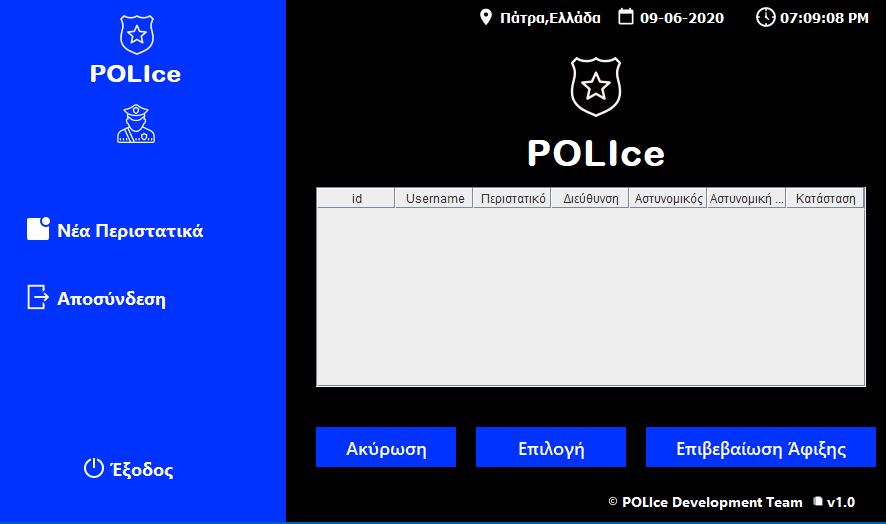 POLIce
Νέα Περιστατικά
Αποσύνδεση
Έξοδος
Πάτρα,Ελλάδα 09-06-2020 07:09:08 PM
POLIce
id Username Περιστατικό Διεύθυνση Αστυνομικός Αστυνομική ... Κατάσταση
Ακύρωση Επιλογή Επιβεβαίωση Άφιξης
© POLIce Development Team v1.0